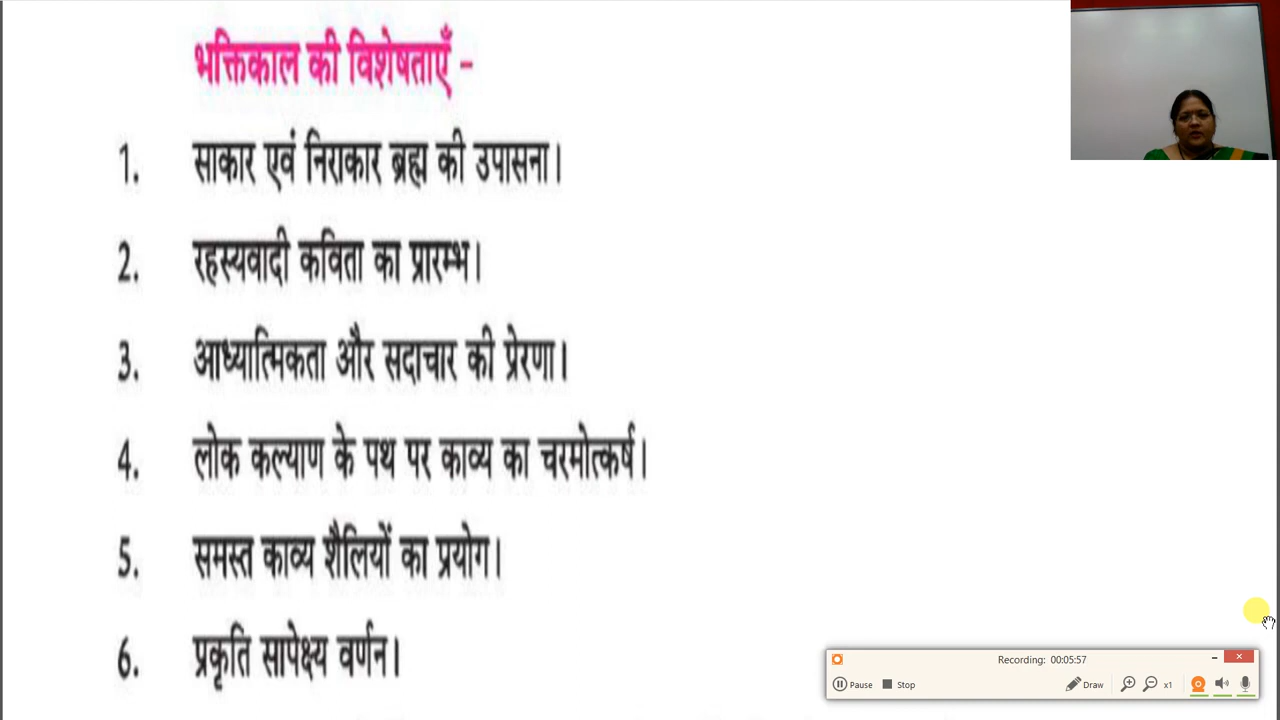 भक्तिकाल की विशेषताएँ -
1. साकार एवं निराकार ब्रह्म की उपासना।
2. रहस्यवादी कविता का प्रारम्भ।
3. आध्यात्मिकता और सदाचार की प्रेरणा।
4. लोक कल्याण के पथ पर काव्य का चरमोत्कर्ष।
5. समस्त काव्य शैलियों का प्रयोग।
6. प्रकृति सापेक्ष्य वर्णन।
Recording: 00:05:57
Pause Stop Draw x1